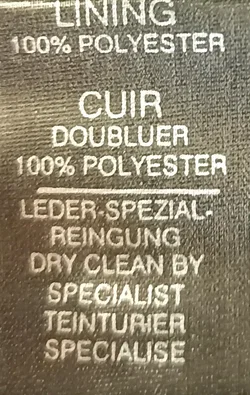 LINING
100% POLYESTER
CUIR
DOUBLUER
100% POLYESTER
LEDER-SPEZIAL-
REINGUNG
DRY CLEAN BY
SPECIALIST
TEINTURIER
SPECIALISE